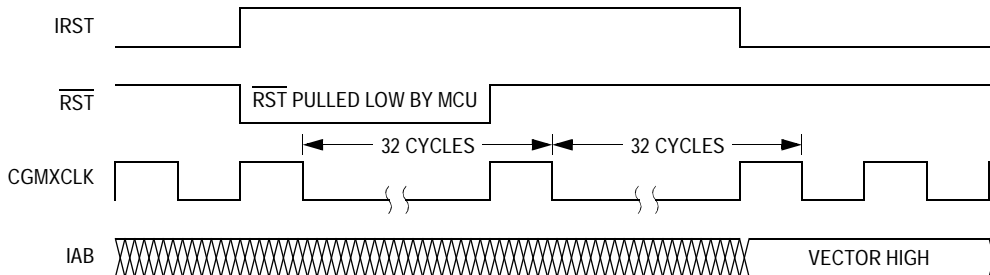 IRST
RST
RST PULLED LOW BY MCU
32 CYCLES
32 CYCLES
CGMXCLK
IAB
VECTOR HIGH